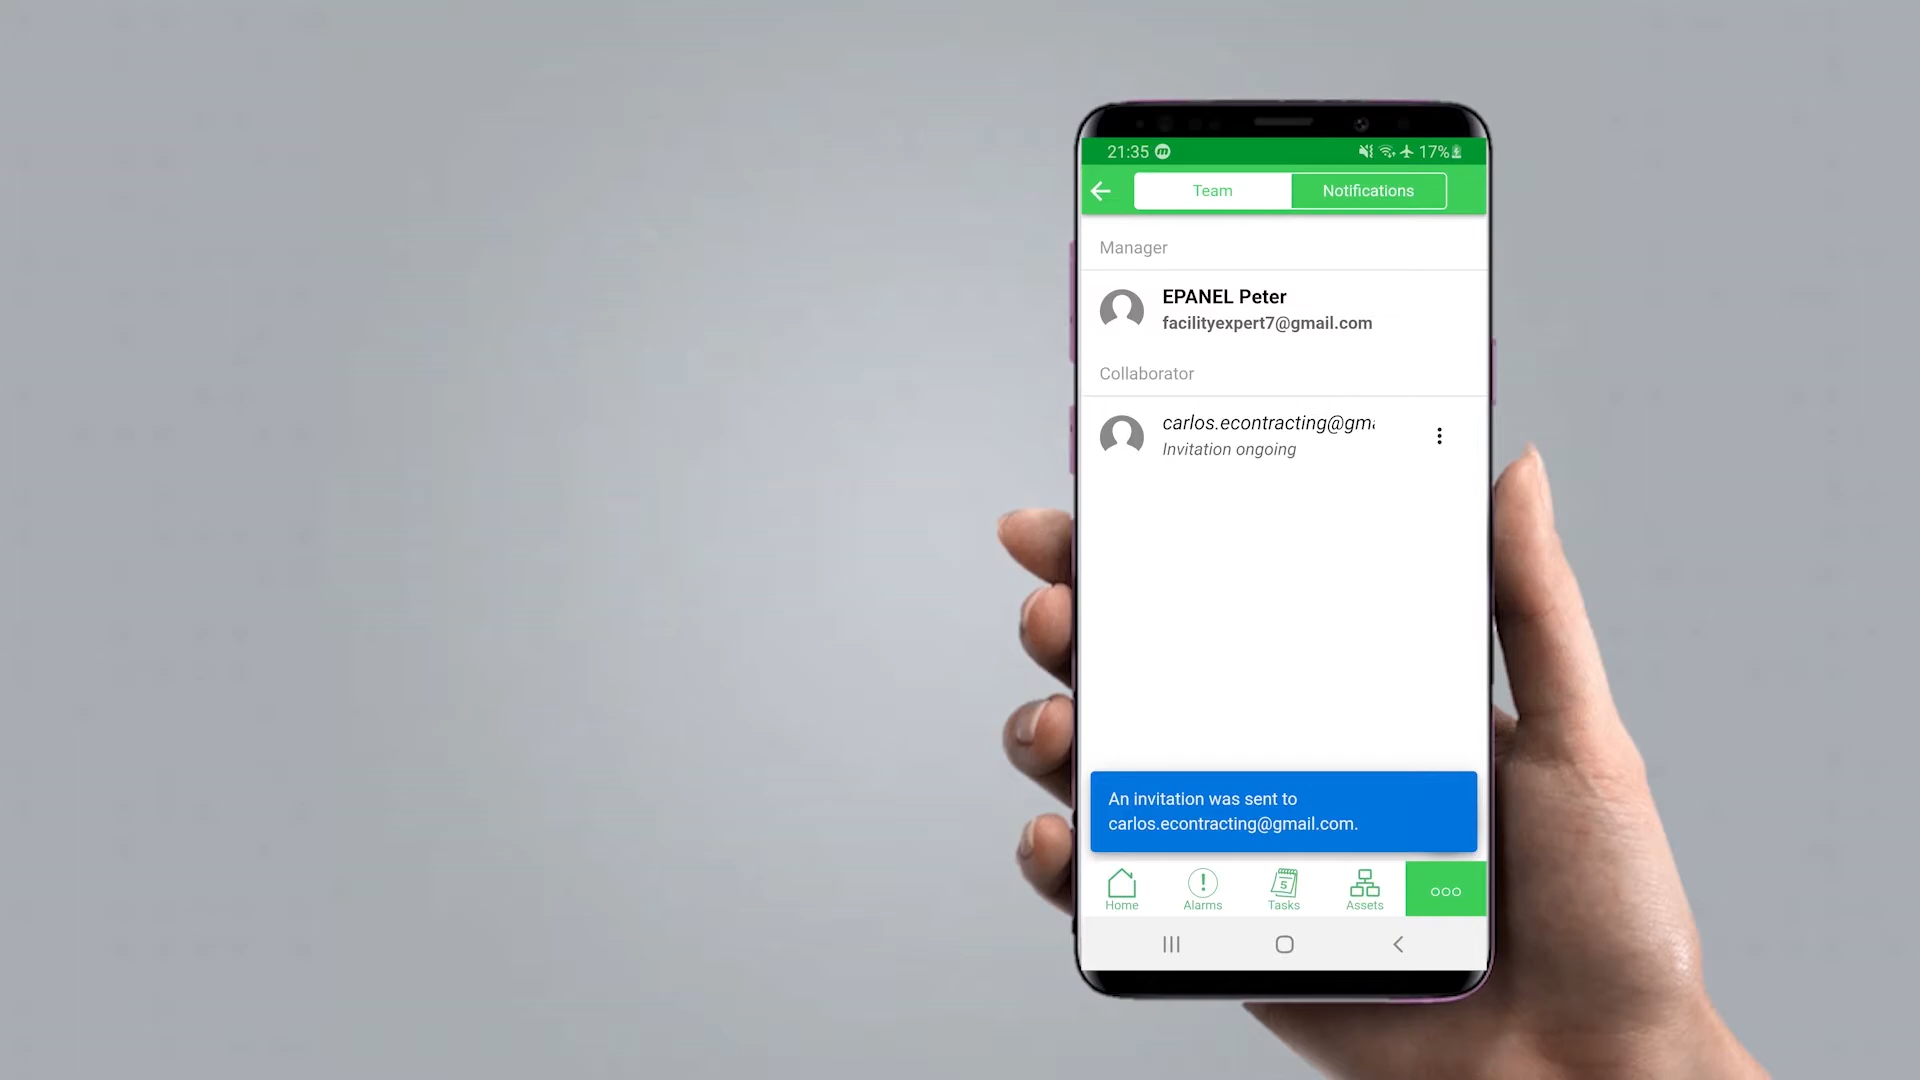 21:35
17%
Team
Notifications
Manager
EPANEL Peter
facilityexpert7@gmail.com
Collaborator
carlos.econtracting@gm
Invitation ongoing
An invitation was sent to
carlos.econtracting@gmail.com.
5
Home
Alarms
Tasks
Assets